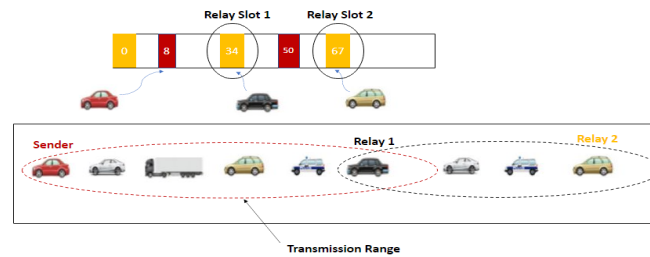 Relay Slot 1 Relay Slot 2
0 8 34 50 67
Sender Relay 1 Relay 2
Transmission Range